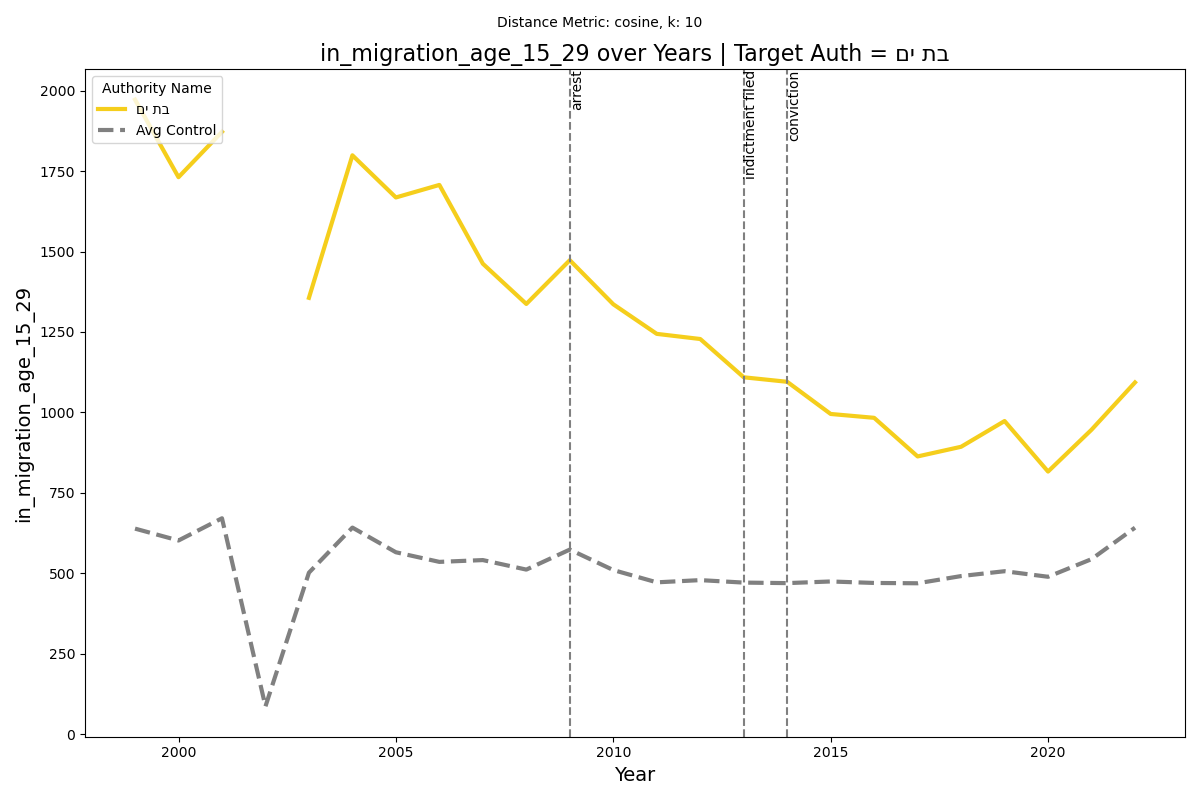 Distance Metric: cosine, k: 10
in_migration_age_15_29 over Years | Target Auth = בת ים
Authority Name
בת ים
Avg Control
arrest
indictment filed
conviction
in_migration_age_15_29
2000
1750
1500
1250
1000
750
500
250
0
2000
2005
2010
2015
2020
Year